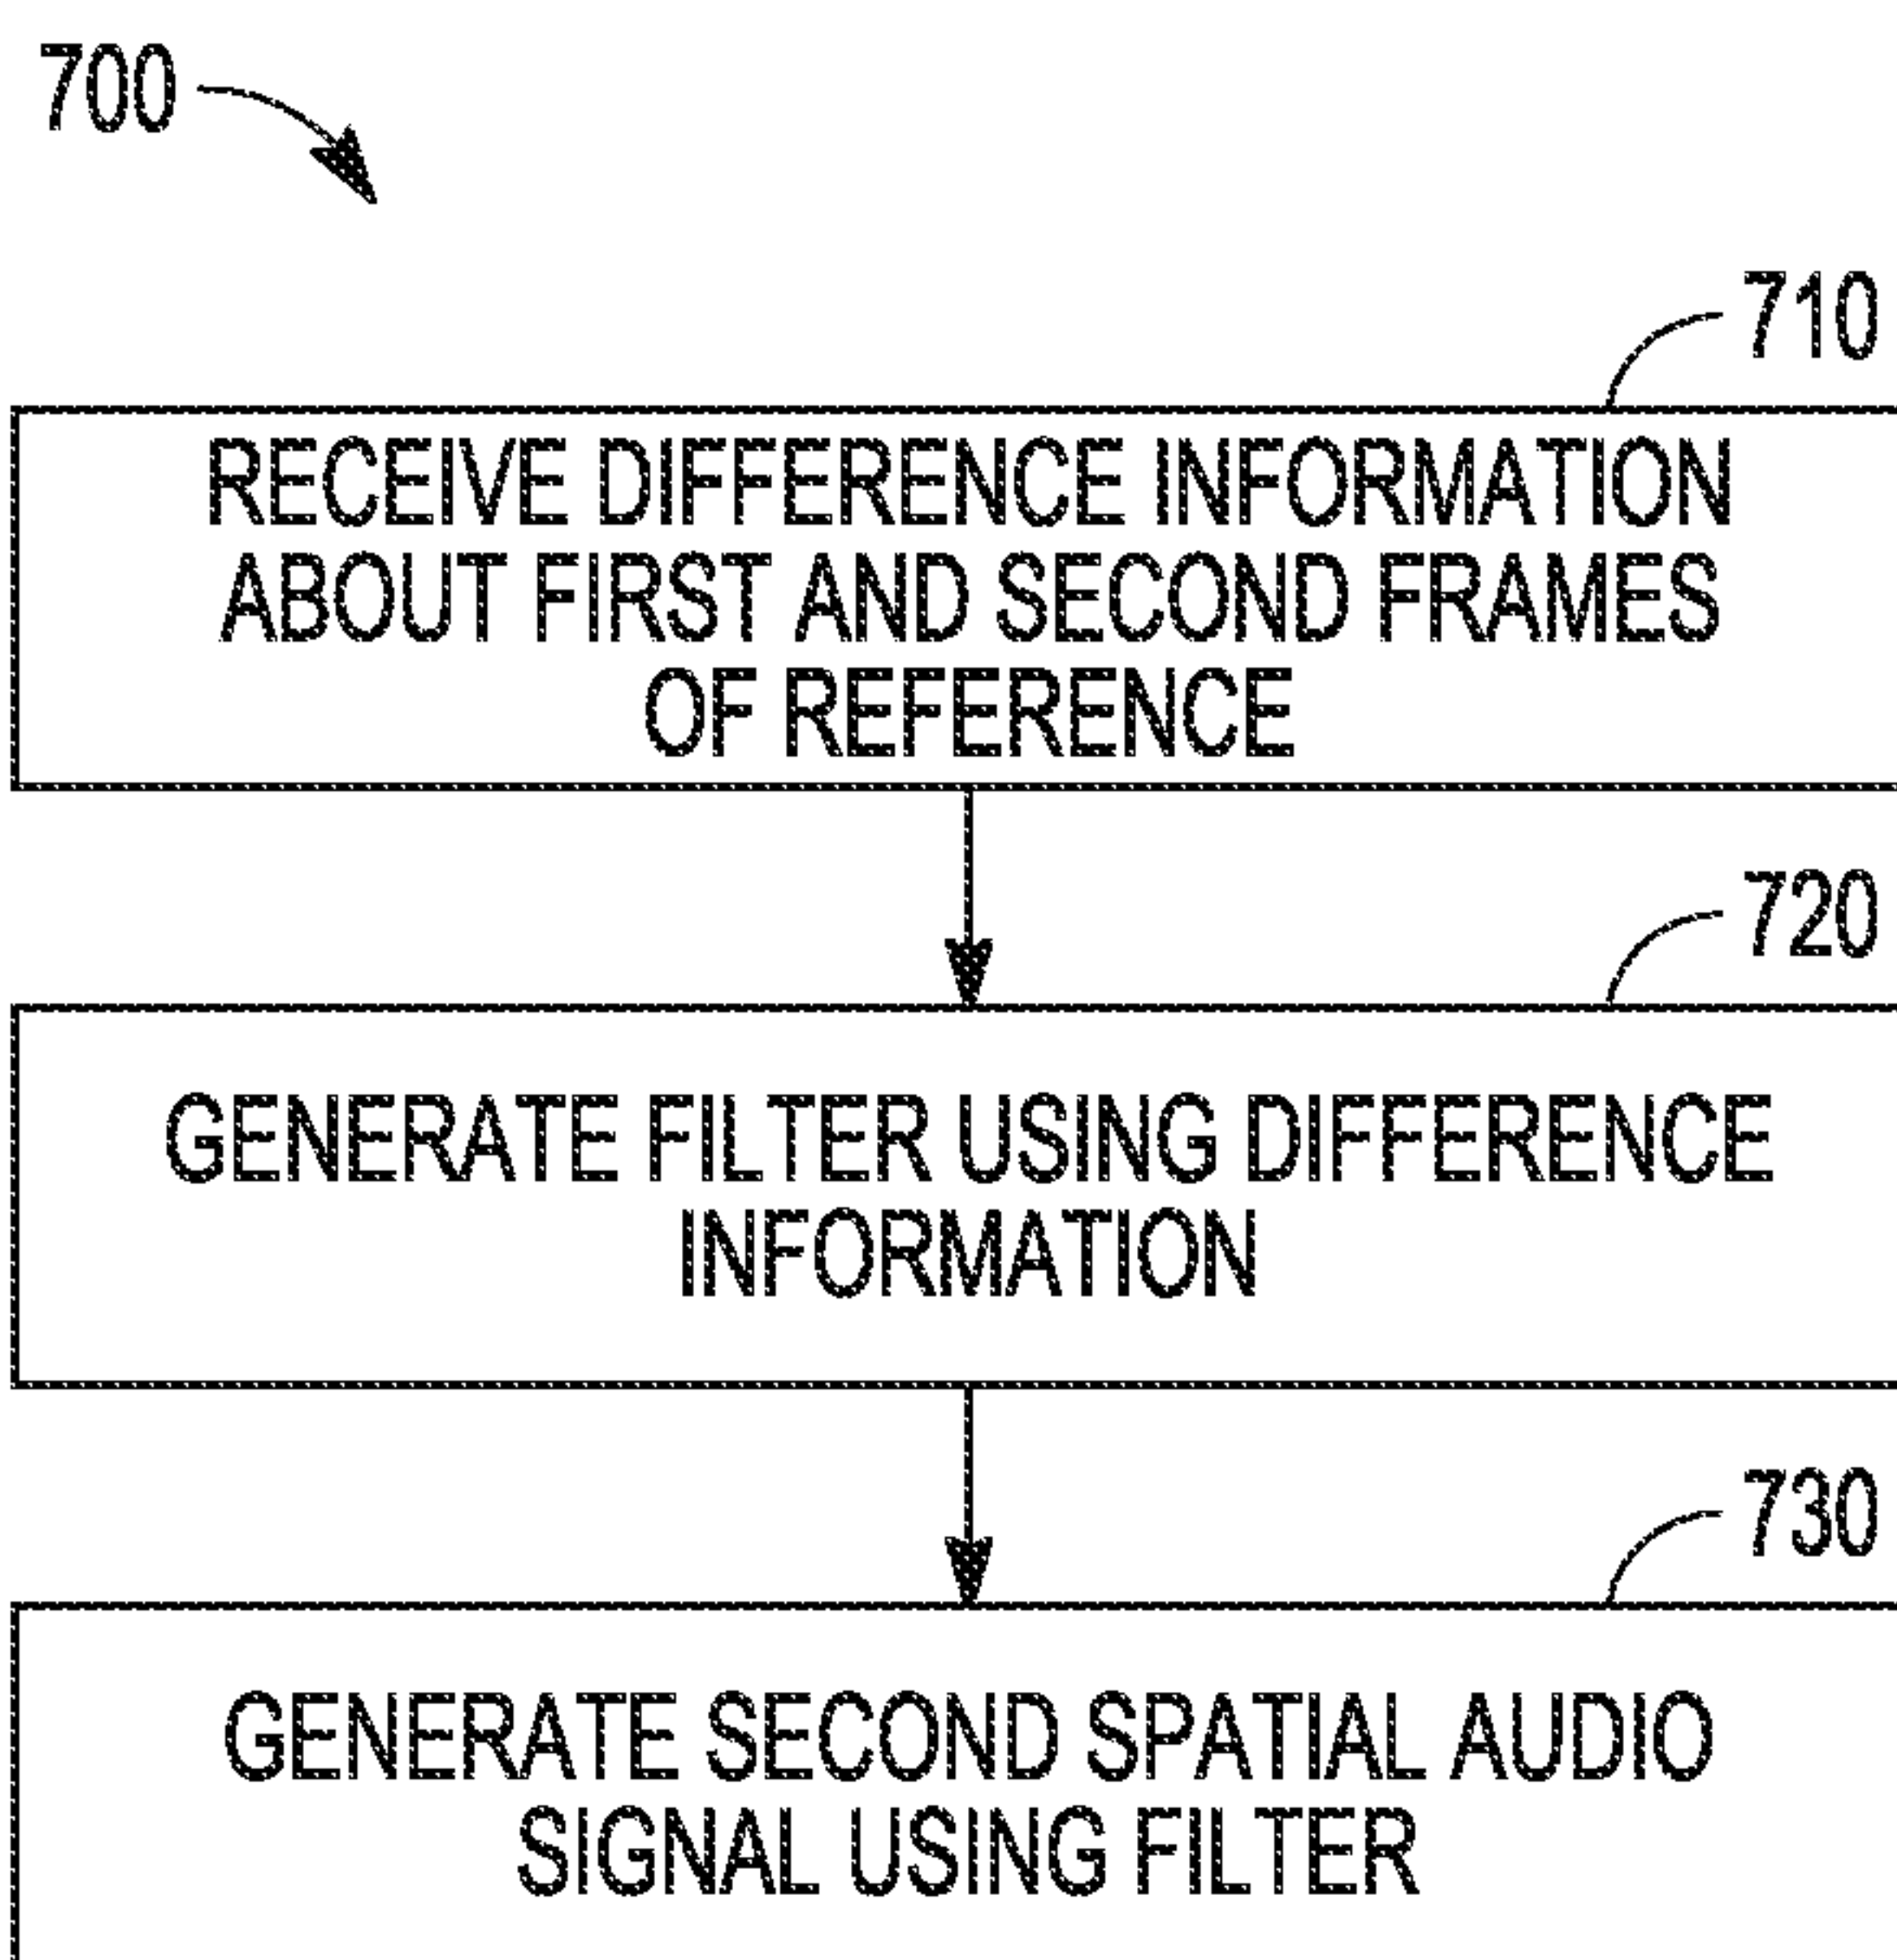 700
710
RECEIVE DIFFERENCE INFORMATION
ABOUT FIRST AND SECOND FRAMES
OF REFERENCE
720
GENERATE FILTER USING DIFFERENCE
INFORMATION
730
GENERATE SECOND SPATIAL AUDIO
SIGNAL USING FILTER